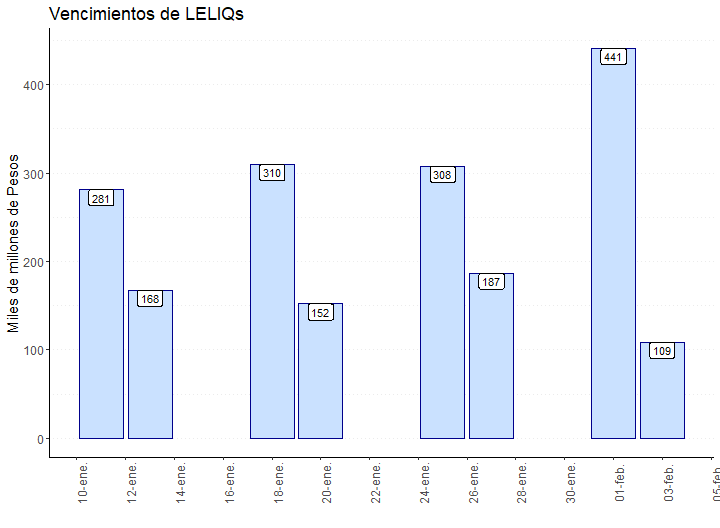 Vencimientos de LELIQs
Miles de millones de Pesos
400
300
200
100
0
281
168
310
152
308
187
441
109
10-ene.
12-ene.
14-ene.
16-ene.
18-ene.
20-ene.
22-ene.
24-ene.
26-ene.
28-ene.
30-ene.
01-feb.
03-feb.
05-feb